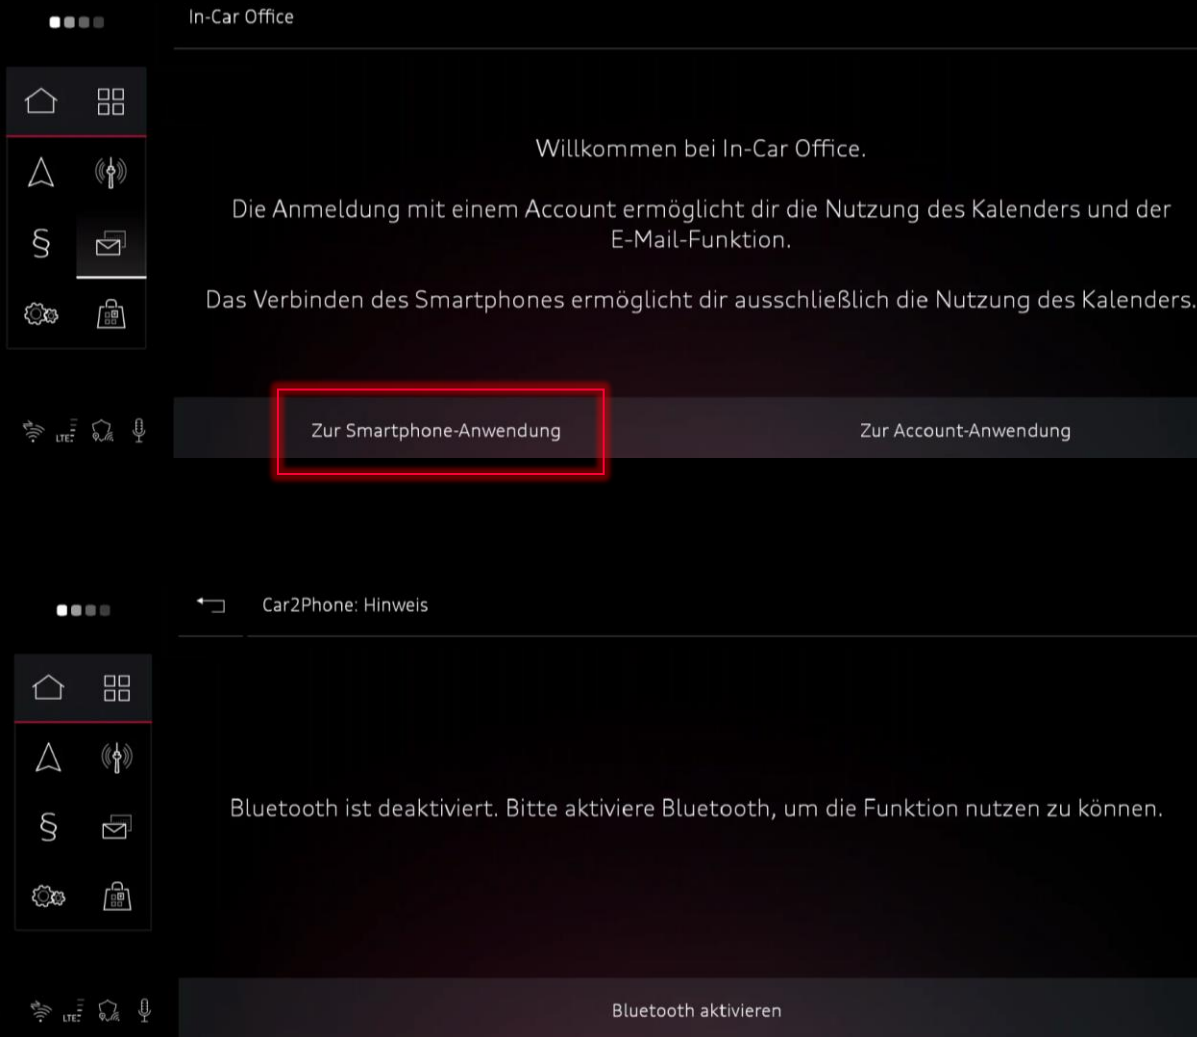 In-Car Office
Willkommen bei In-Car Office.
Die Anmeldung mit einem Account ermöglicht dir die Nutzung des Kalenders und der
E-Mail-Funktion.
§
Das Verbinden des Smartphones ermöglicht dir ausschließlich die Nutzung des Kalenders.
LTE
Zur Smartphone-Anwendung
Zur Account-Anwendung
Car2Phone: Hinweis
Bluetooth ist deaktiviert. Bitte aktiviere Bluetooth, um die Funktion nutzen zu können.
§
LTE
Bluetooth aktivieren